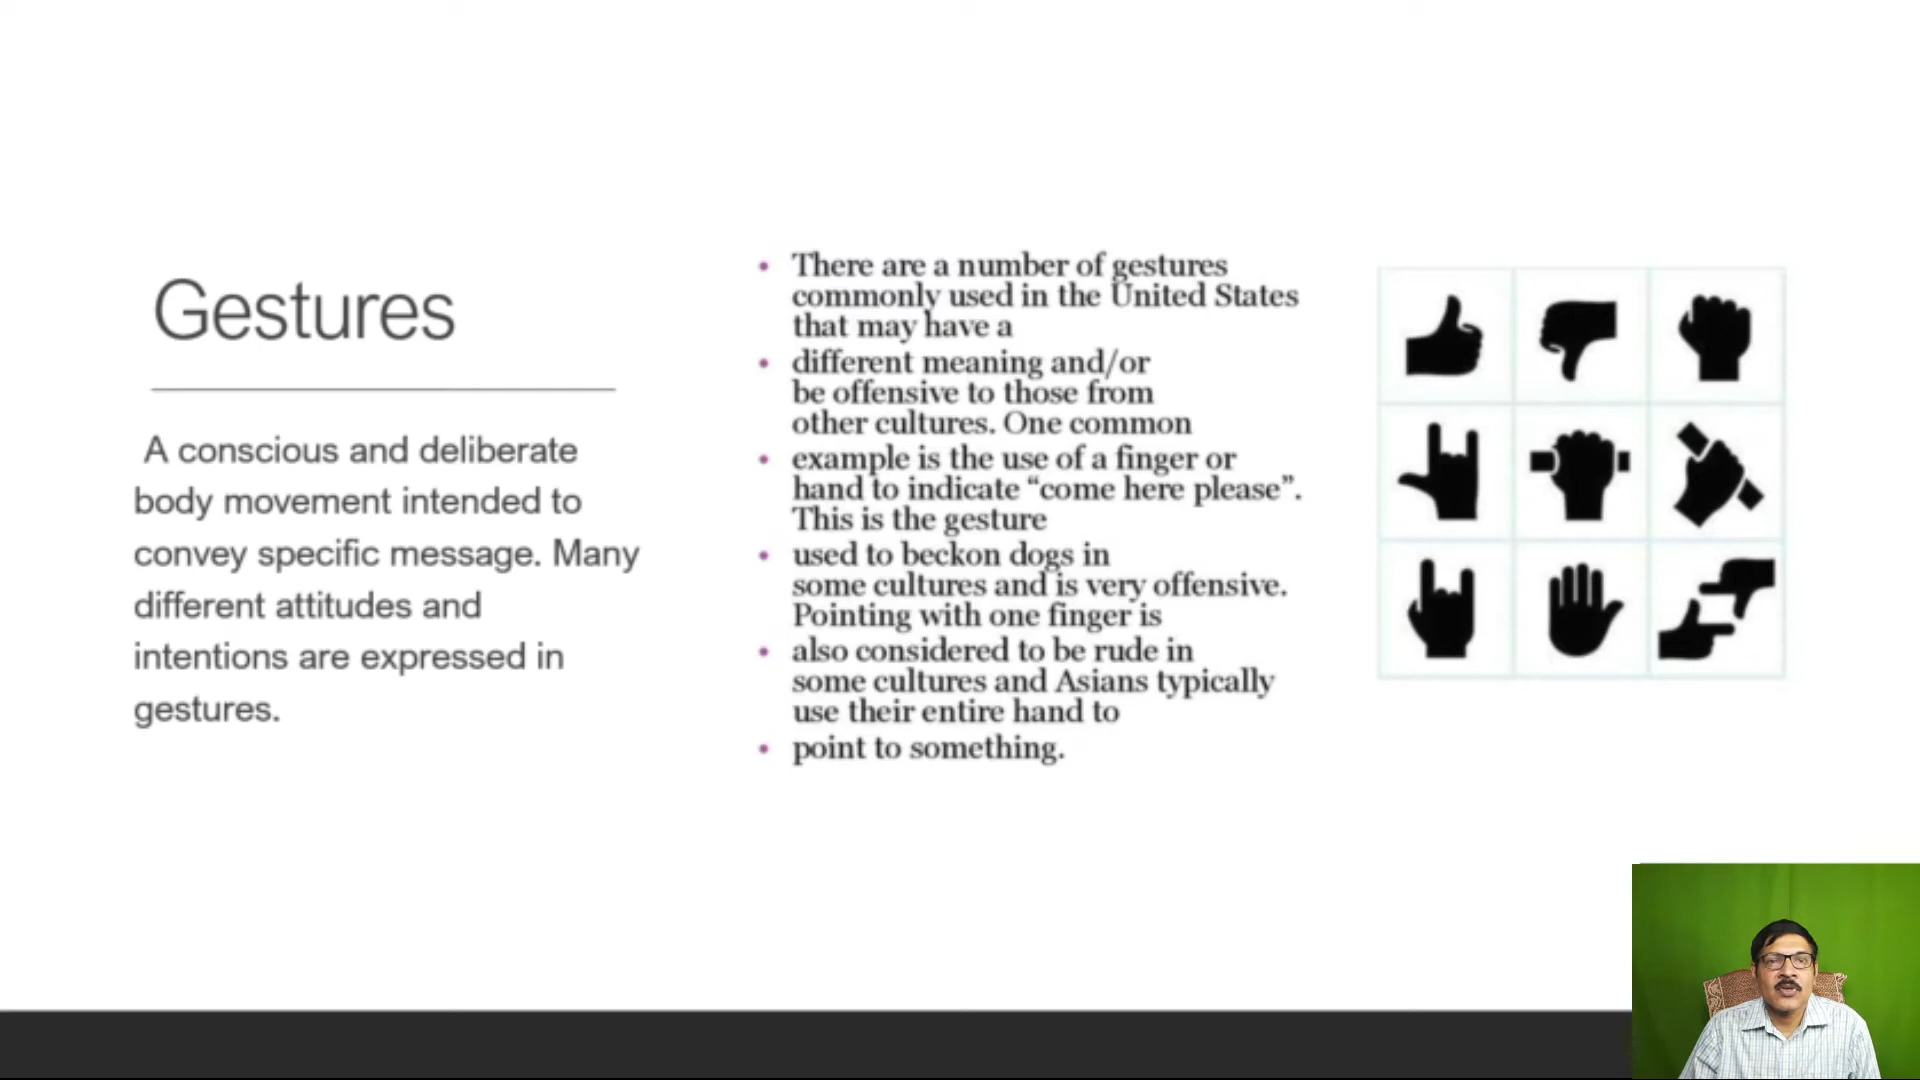 Gestures
A conscious and deliberate
body movement intended to
convey specific message. Many
different attitudes and
intentions are expressed in
gestures.
• There are a number of gestures
commonly used in the United States
that may have a
• different meaning and/or
be offensive to those from
other cultures. One common
• example is the use of a finger or
hand to indicate “come here please”.
This is the gesture
• used to beckon dogs in
some cultures and is very offensive.
Pointing with one finger is
• also considered to be rude in
some cultures and Asians typically
use their entire hand to
• point to something.